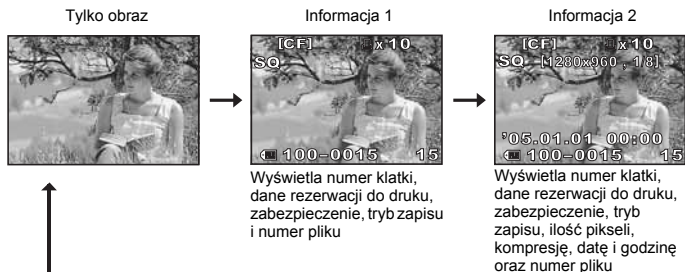 Tylko obraz
Informacja 1
Informacja 2
[CF]
x 10
SQ
100-0015
15
[CF]
x 10
SQ
[1280x960 , 1/8]
'05.01.01 00:00
100-0015
15
Wyświetla numer klatki,
dane rezerwacji do druku,
zabezpieczenie, tryb zapisu
i numer pliku
Wyświetla numer klatki,
dane rezerwacji do druku,
zabezpieczenie, tryb
zapisu, ilość pikseli,
kompresję, datę i godzinę
oraz numer pliku